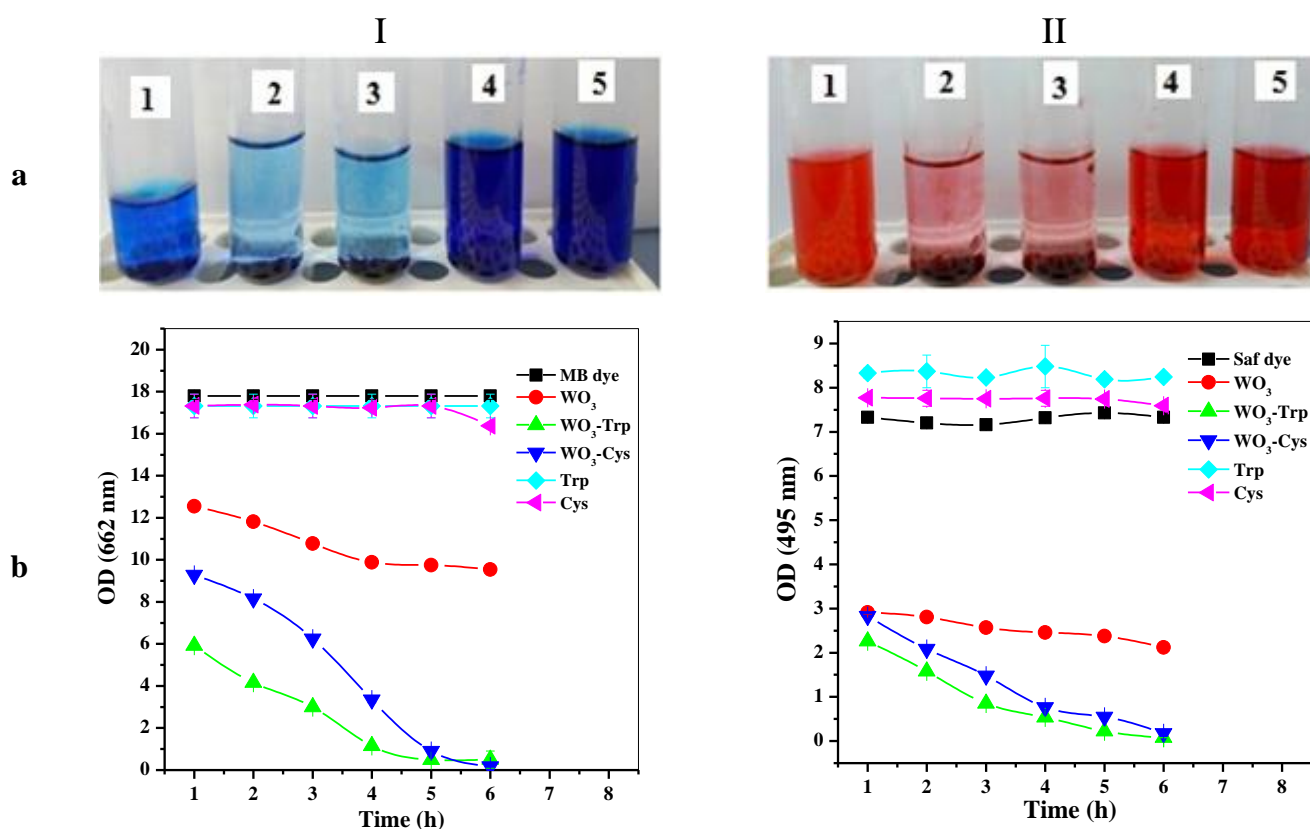 I
II
1 2 3 4 5
1 2 3 4 5
a
OD (662 nm)
20
18
16
14
12
10
8
6
4
2
0
1 2 3 4 5 6 7 8
Time (h)
MB dye
WO₃
WO₃-Trp
WO₃-Cys
Trp
Cys
b
OD (495 nm)
9
8
7
6
5
4
3
2
1
0
1 2 3 4 5 6 7 8
Time (h)
Saf dye
WO₃
WO₃-Trp
WO₃-Cys
Trp
Cys